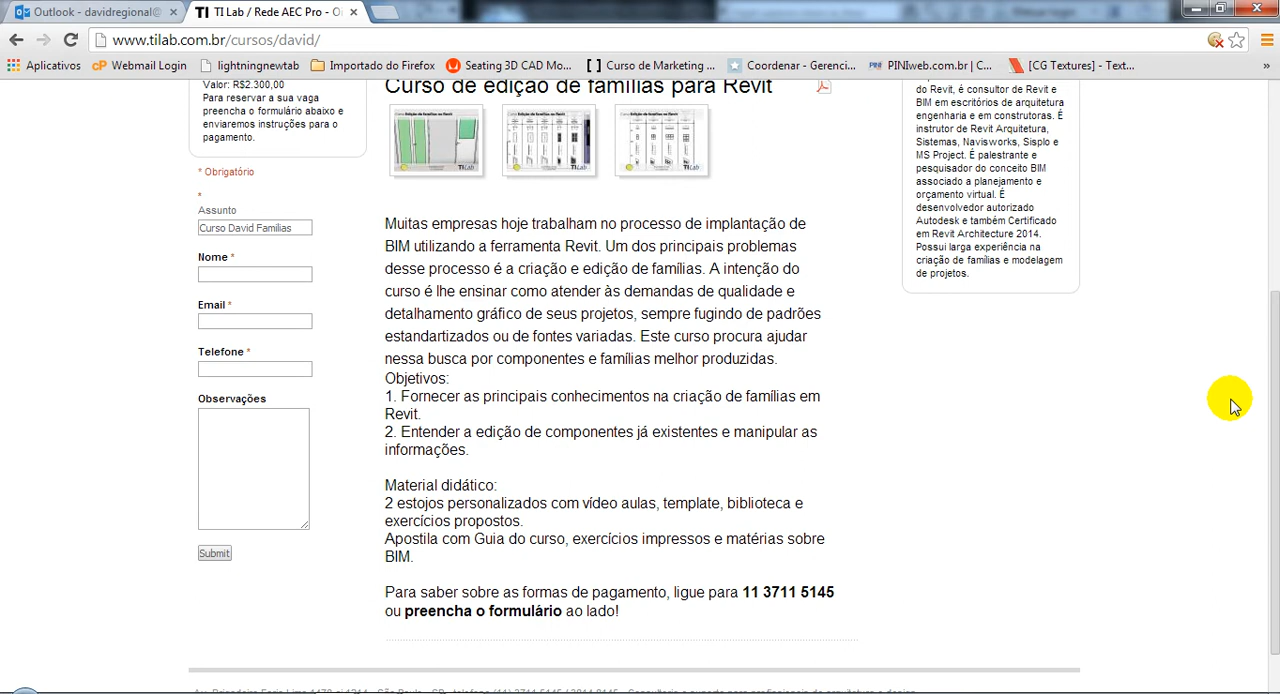 Outlook - davidregional@
TI TI Lab / Rede AEC Pro - O
www.tilab.com.br/cursos/david/
Aplicativos
cP Webmail Login
lightningnewtab
Importado do Firefox
Seating 3D CAD Mo...
[ ] Curso de Marketing ...
Coordenar - Gerenci...
PINI PINIweb.com.br | C...
[CG Textures] - Text...
»
Valor: R$2.300,00
Para reservar a sua vaga
preencha o formulário abaixo e
enviaremos instruções para o
pagamento.
* Obrigatório
*
Assunto
Curso David Familias
Nome *
Email *
Telefone *
Observações
Submit
Curso de edição de famílias para Revit
TILab
TILab
TILab
Muitas empresas hoje trabalham no processo de implantação de
BIM utilizando a ferramenta Revit. Um dos principais problemas
desse processo é a criação e edição de famílias. A intenção do
curso é lhe ensinar como atender às demandas de qualidade e
detalhamento gráfico de seus projetos, sempre fugindo de padrões
estandartizados ou de fontes variadas. Este curso procura ajudar
nessa busca por componentes e famílias melhor produzidas.
Objetivos:
1. Fornecer as principais conhecimentos na criação de famílias em
Revit.
2. Entender a edição de componentes já existentes e manipular as
informações.
Material didático:
2 estojos personalizados com vídeo aulas, template, biblioteca e
exercícios propostos.
Apostila com Guia do curso, exercícios impressos e matérias sobre
BIM.
Para saber sobre as formas de pagamento, ligue para 11 3711 5145
ou preencha o formulário ao lado!
do Revit, é consultor de Revit e
BIM em escritórios de arquitetura
engenharia e em construtoras. É
instrutor de Revit Arquitetura,
Sistemas, Navisworks, Sisplo e
MS Project. É palestrante e
pesquisador do conceito BIM
associado a planejamento e
orçamento virtual. É
desenvolvedor autorizado
Autodesk e também Certificado
em Revit Architecture 2014.
Possui larga experiência na
criação de famílias e modelagem
de projetos.